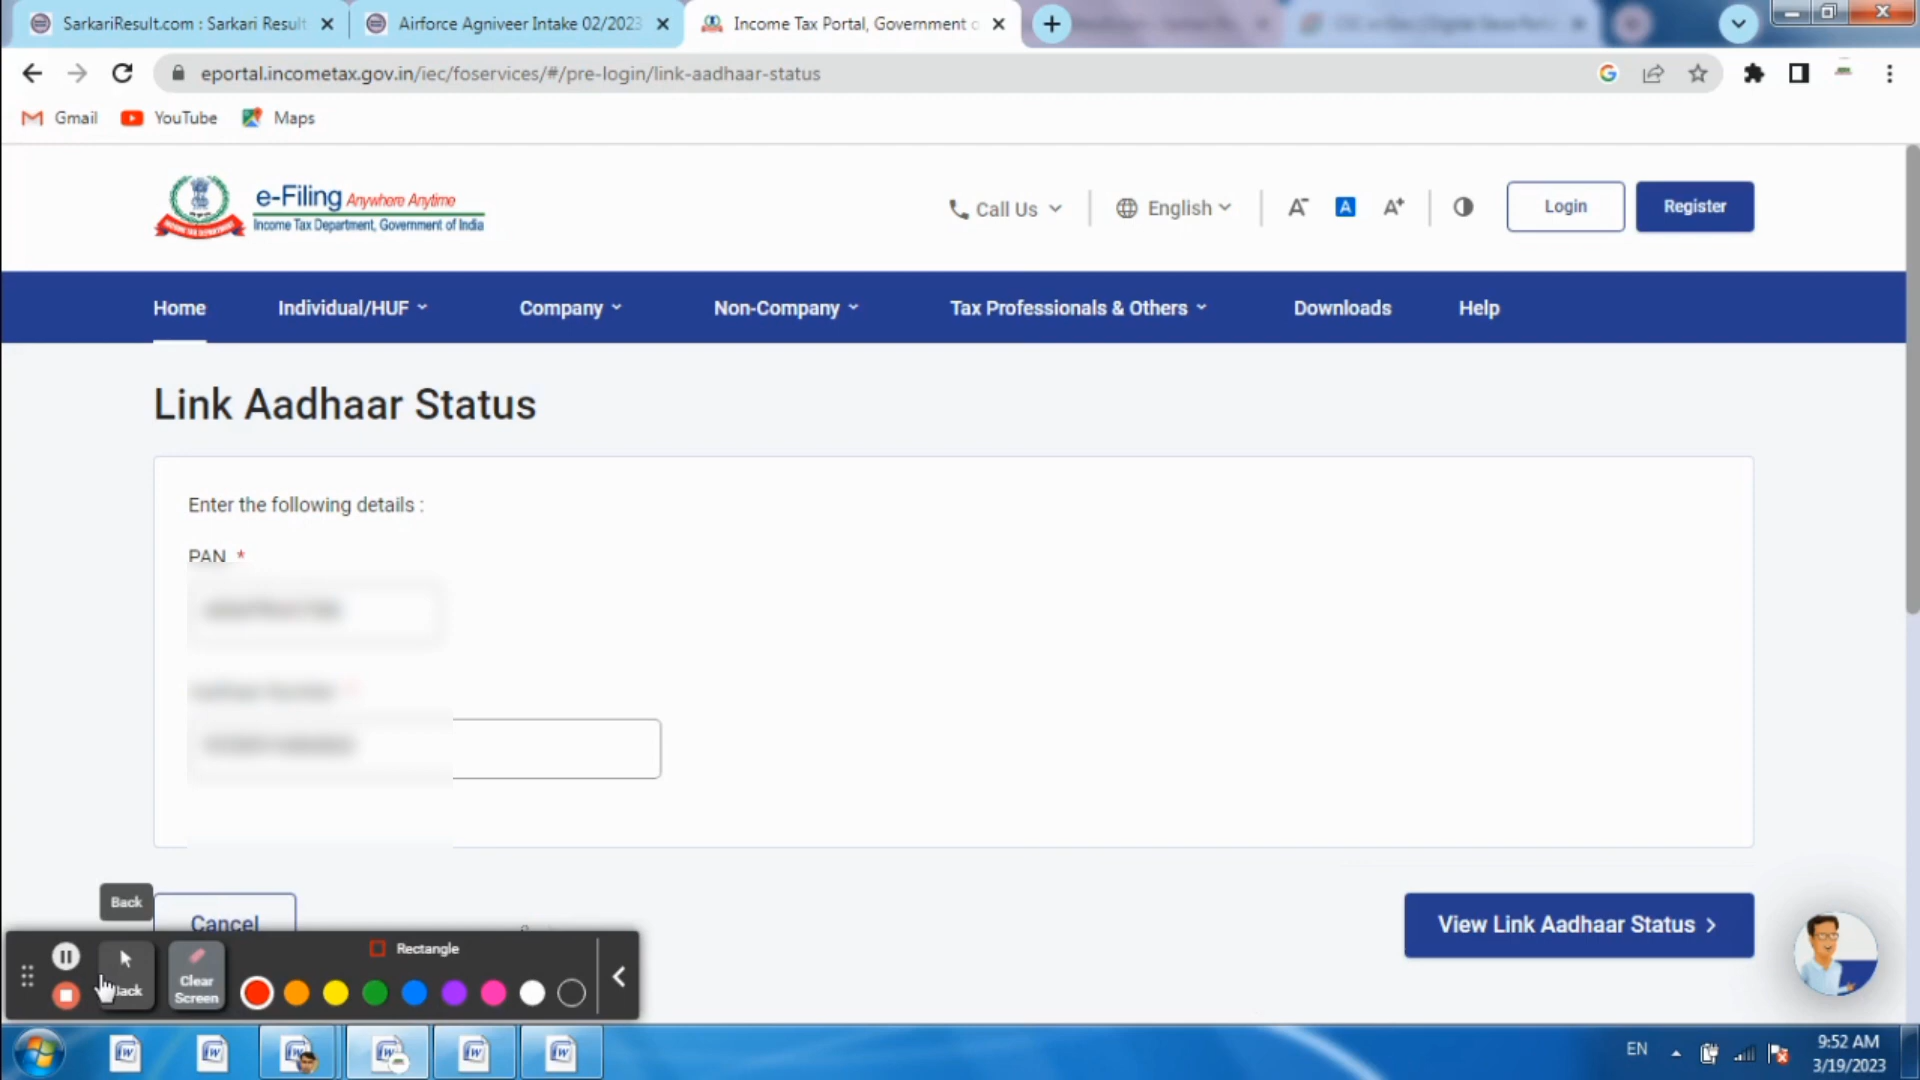 SarkariResult.com : Sarkari Result
Airforce Agniveer Intake 02/2023
Income Tax Portal, Government o
eportal.incometax.gov.in/iec/foservices/#/pre-login/link-aadhaar-status
Gmail
YouTube
Maps
e-Filing Anywhere Anytime
Income Tax Department, Government of India
Call Us
English
A-
A
A+
Login
Register
Home
Individual/HUF
Company
Non-Company
Tax Professionals & Others
Downloads
Help
Link Aadhaar Status
Enter the following details :
PAN *
Back
Cancel
View Link Aadhaar Status >
Rectangle
Back
Clear
Screen
EN
9:52 AM
3/19/2023